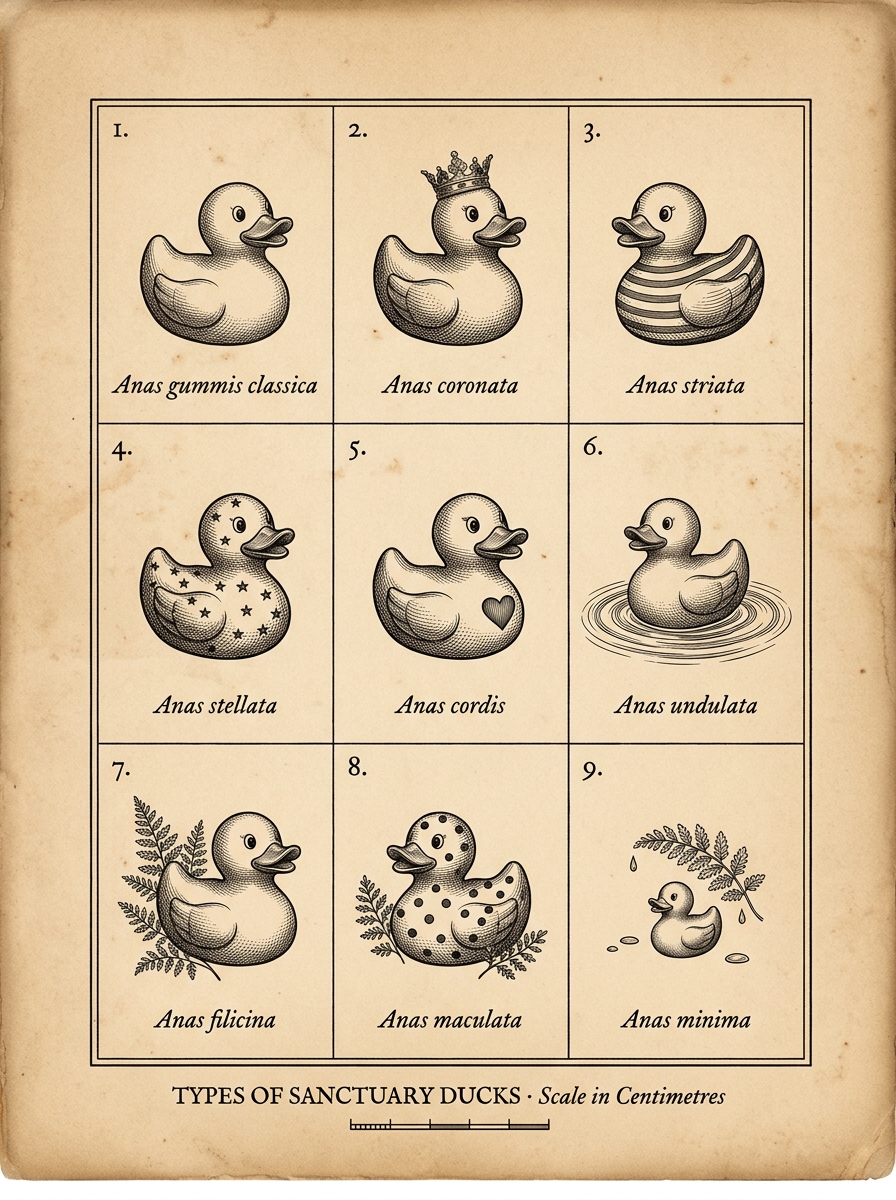 1.
2.
3.
Anas gummis classica
Anas coronata
Anas striata
4.
5.
6.
Anas stellata
Anas cordis
Anas undulata
7.
8.
9.
Anas filicina
Anas maculata
Anas minima
TYPES OF SANCTUARY DUCKS · Scale in Centimetres